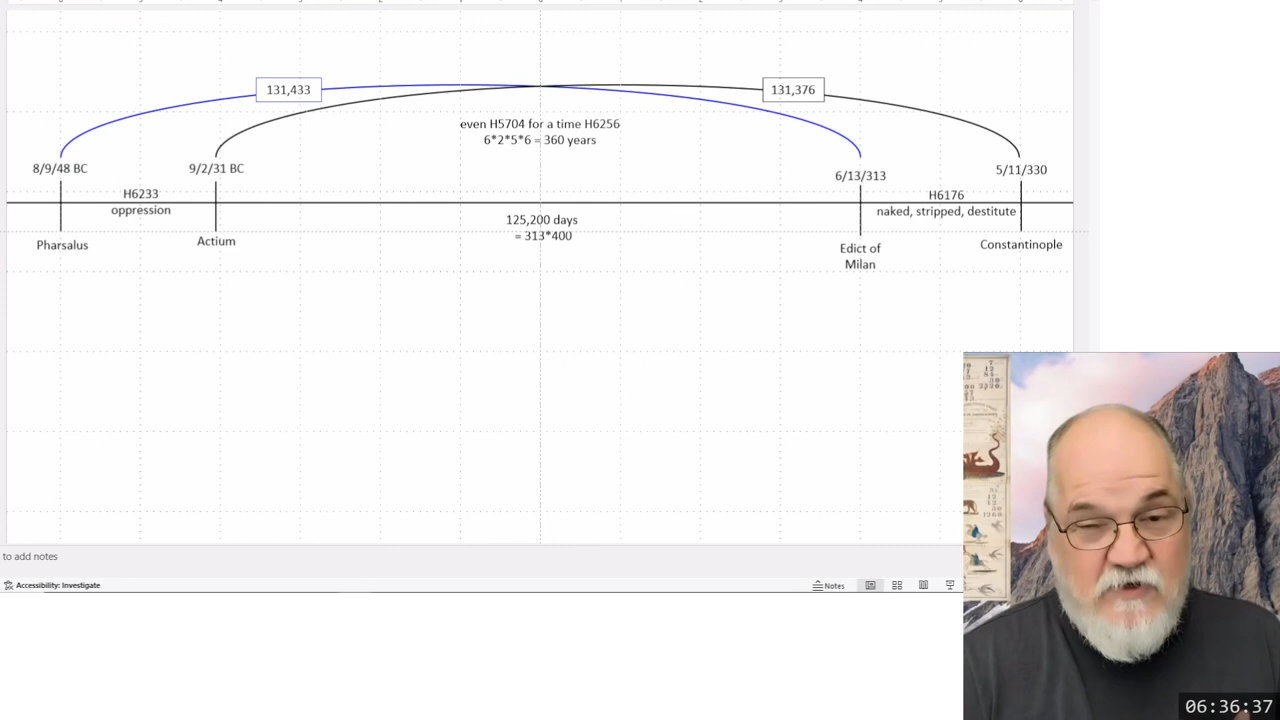 131,433
131,376
even H5704 for a time H6256
6*2*5*6 = 360 years
8/9/48 BC
9/2/31 BC
6/13/313
5/11/330
H6233
oppression
H6176
naked, stripped, destitute
125,200 days
= 313*400
Pharsalus
Actium
Edict of
Milan
Constantinople
to add notes
Accessibility: Investigate
Notes
06:36:37